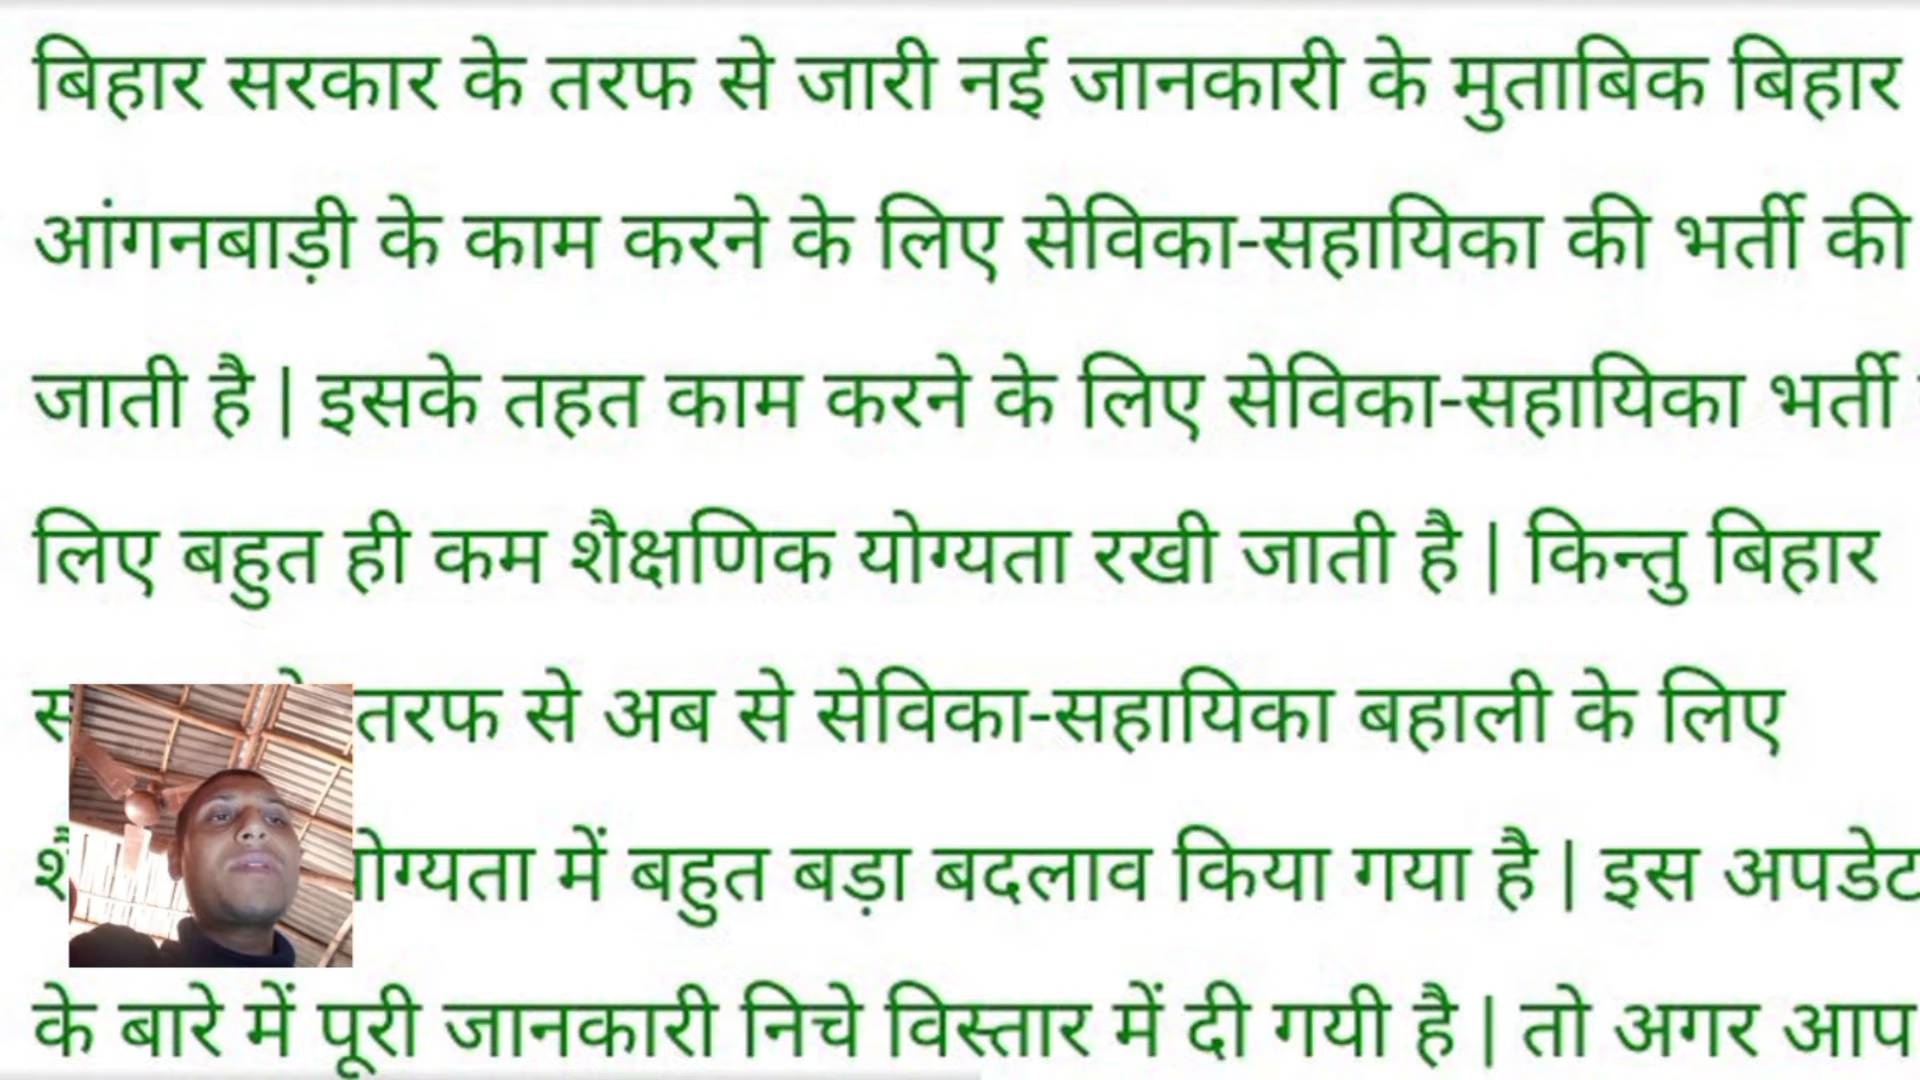 बिहार सरकार के तरफ से जारी नई जानकारी के मुताबिक बिहार
आंगनबाड़ी के काम करने के लिए सेविका-सहायिका की भर्ती की
जाती है | इसके तहत काम करने के लिए सेविका-सहायिका भर्ती
लिए बहुत ही कम शैक्षणिक योग्यता रखी जाती है | किन्तु बिहार
तरफ से अब से सेविका-सहायिका बहाली के लिए
में बहुत बड़ा बदलाव किया गया है | इस अपडेट
के बारे में पूरी जानकारी निचे विस्तार में दी गयी है | तो अगर आप